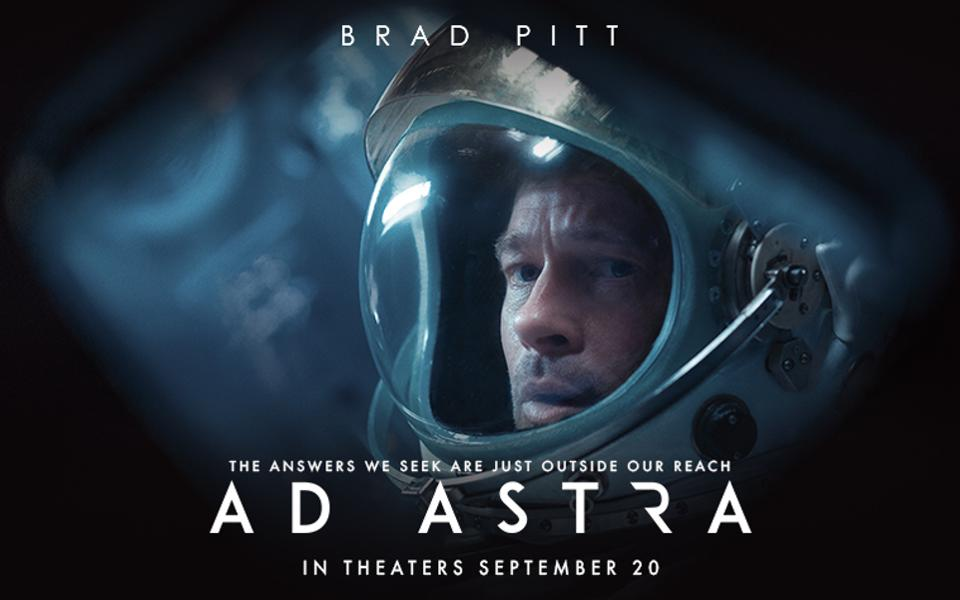 BRAD PITT
THE ANSWERS WE SEEK ARE JUST OUTSIDE OUR REACH
AD ASTRA
IN THEATERS SEPTEMBER 20